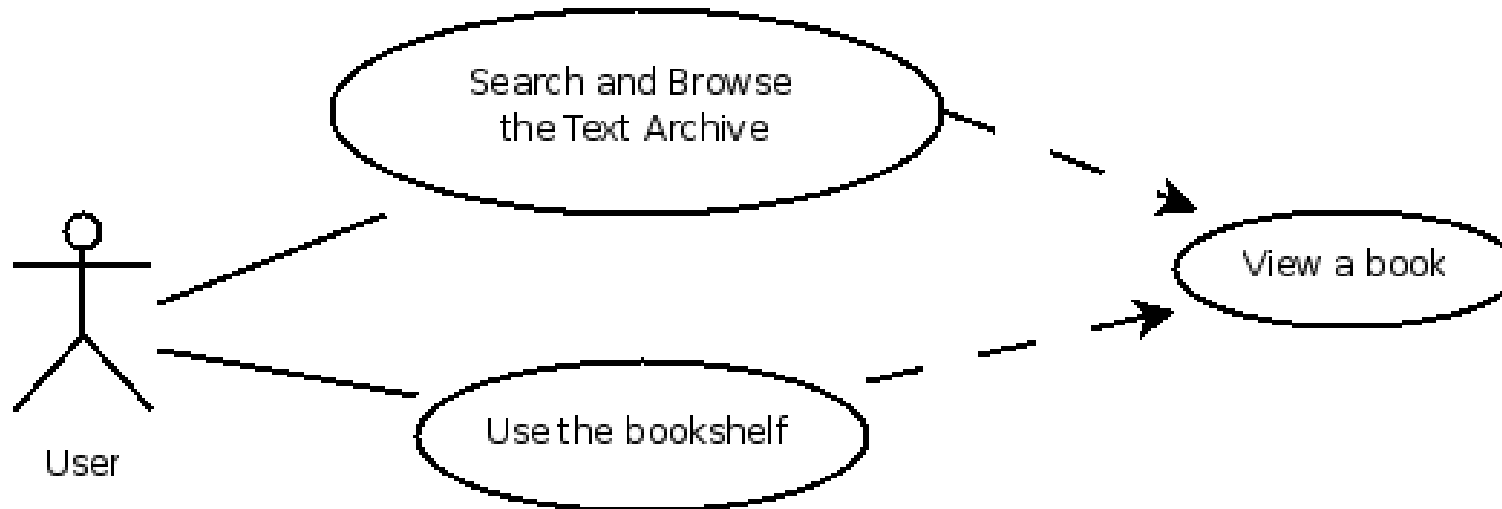 Search and Browse
the Text Archive
View a book
Use the bookshelf
User